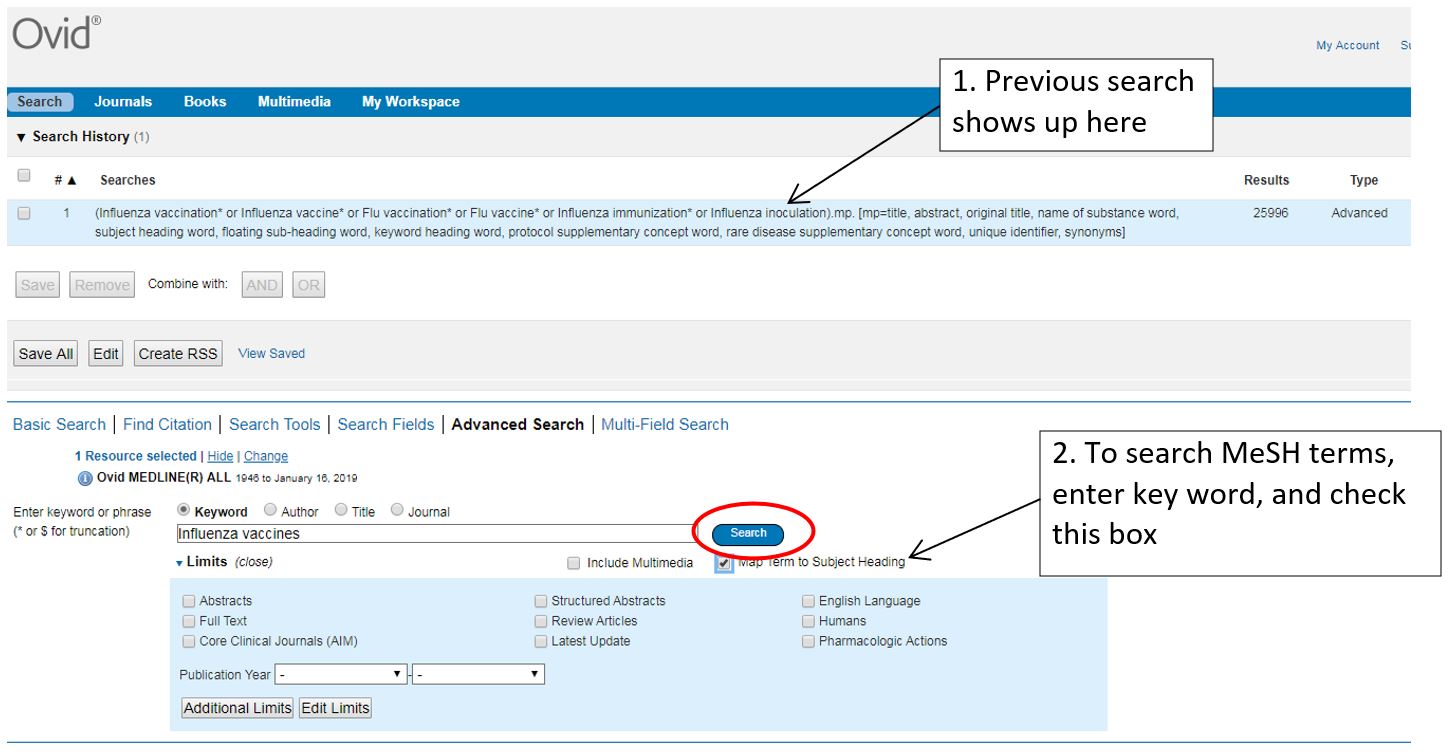 Ovid®
My Account
1. Previous search
shows up here
Search Journals Books Multimedia My Workspace
▼ Search History (1)
# ▲ Searches Results Type
1 (Influenza vaccination* or Influenza vaccine* or Flu vaccination* or Flu vaccine* or Influenza immunization* or Influenza inoculation).mp. [mp=title, abstract, original title, name of substance word, 25996 Advanced
subject heading word, floating sub-heading word, keyword heading word, protocol supplementary concept word, rare disease supplementary concept word, unique identifier, synonyms]
Save Remove Combine with: AND OR
Save All Edit Create RSS View Saved
Basic Search | Find Citation | Search Tools | Search Fields | Advanced Search | Multi-Field Search
1 Resource selected | Hide | Change
Ovid MEDLINE(R) ALL 1946 to January 16, 2019
2. To search MeSH terms,
enter key word, and check
this box
Enter keyword or phrase
(* or $ for truncation)
Keyword Author Title Journal
Influenza vaccines Search
▼ Limits (close) Include Multimedia Map Term to Subject Heading
Abstracts Structured Abstracts English Language
Full Text Review Articles Humans
Core Clinical Journals (AIM) Latest Update Pharmacologic Actions
Publication Year - - -
Additional Limits Edit Limits